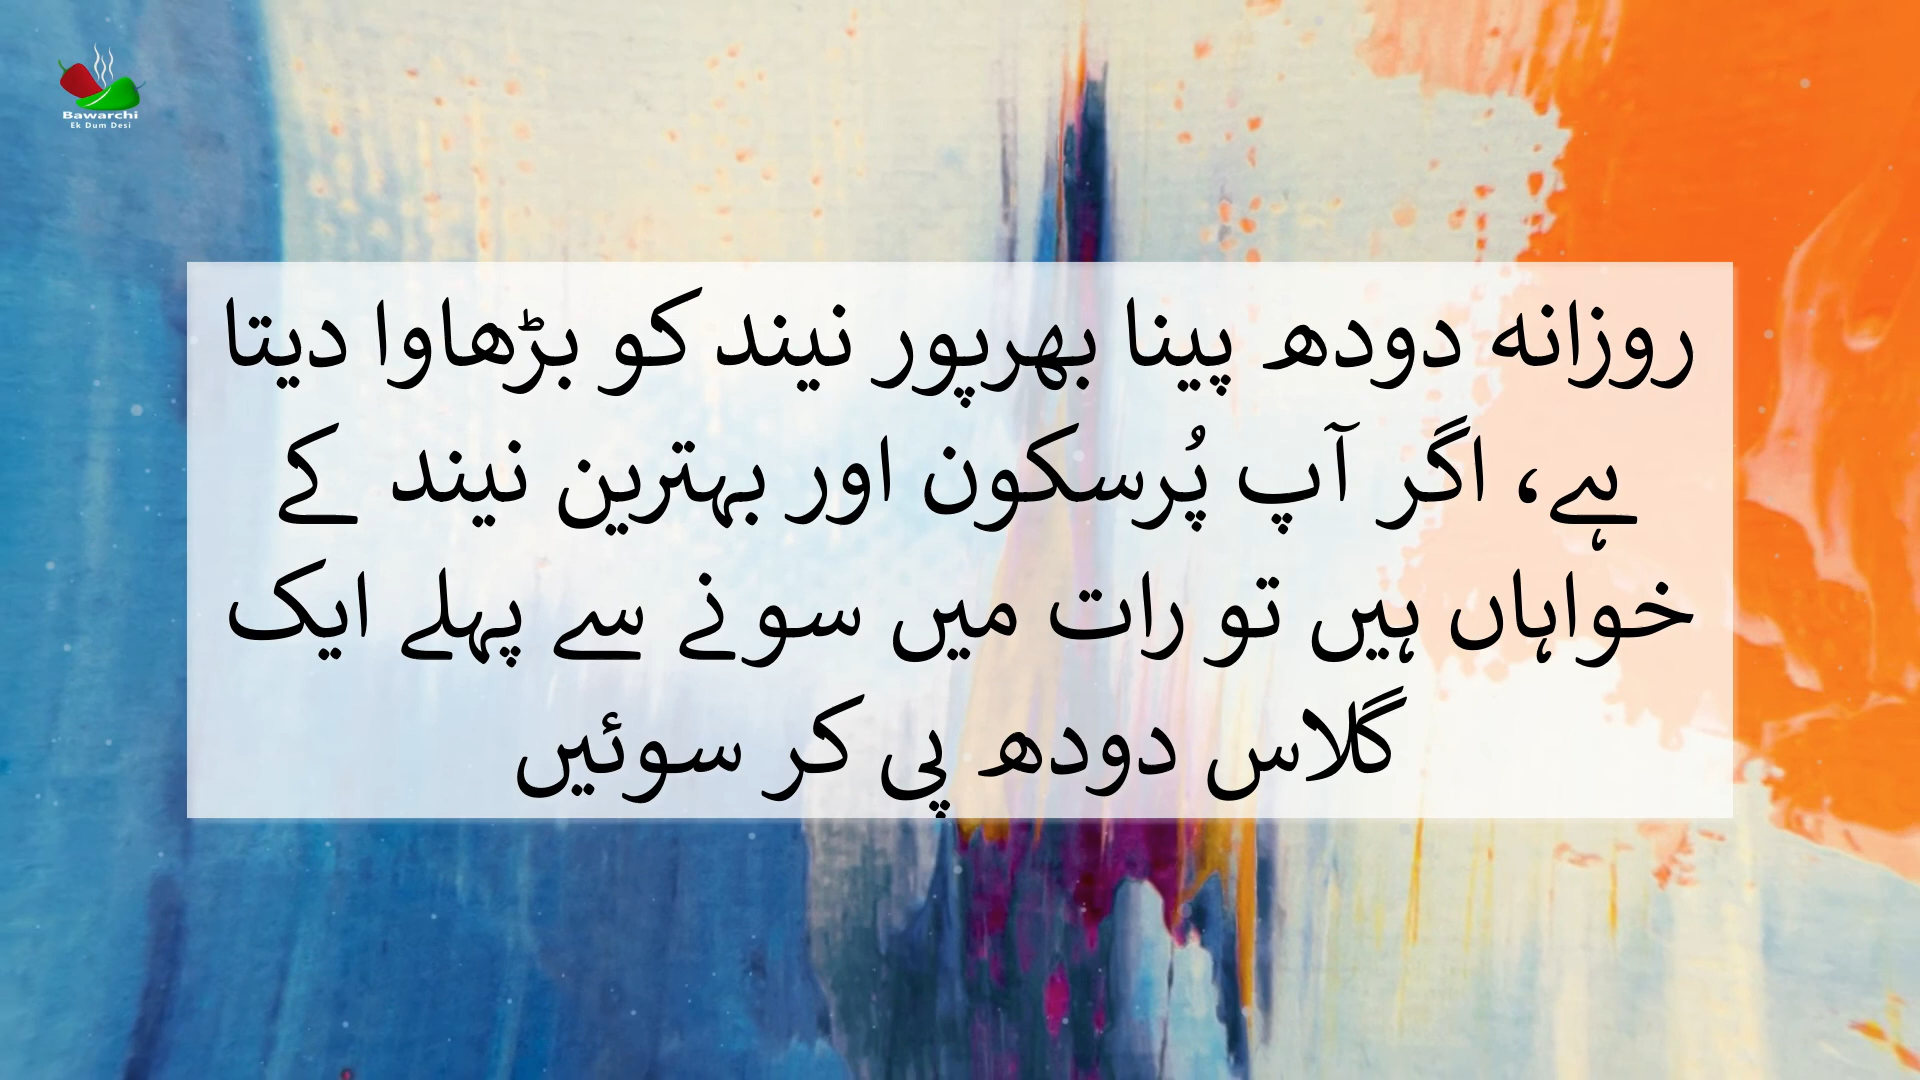 Bawarchi
Ek Dum Desi
روزانہ دودھ پینا بھرپور نیند کو بڑھاوا دیتا
ہے، اگر آپ پُرسکون اور بہترین نیند کے
خواہاں ہیں تو رات میں سونے سے پہلے ایک
گلاس دودھ پی کر سوئیں